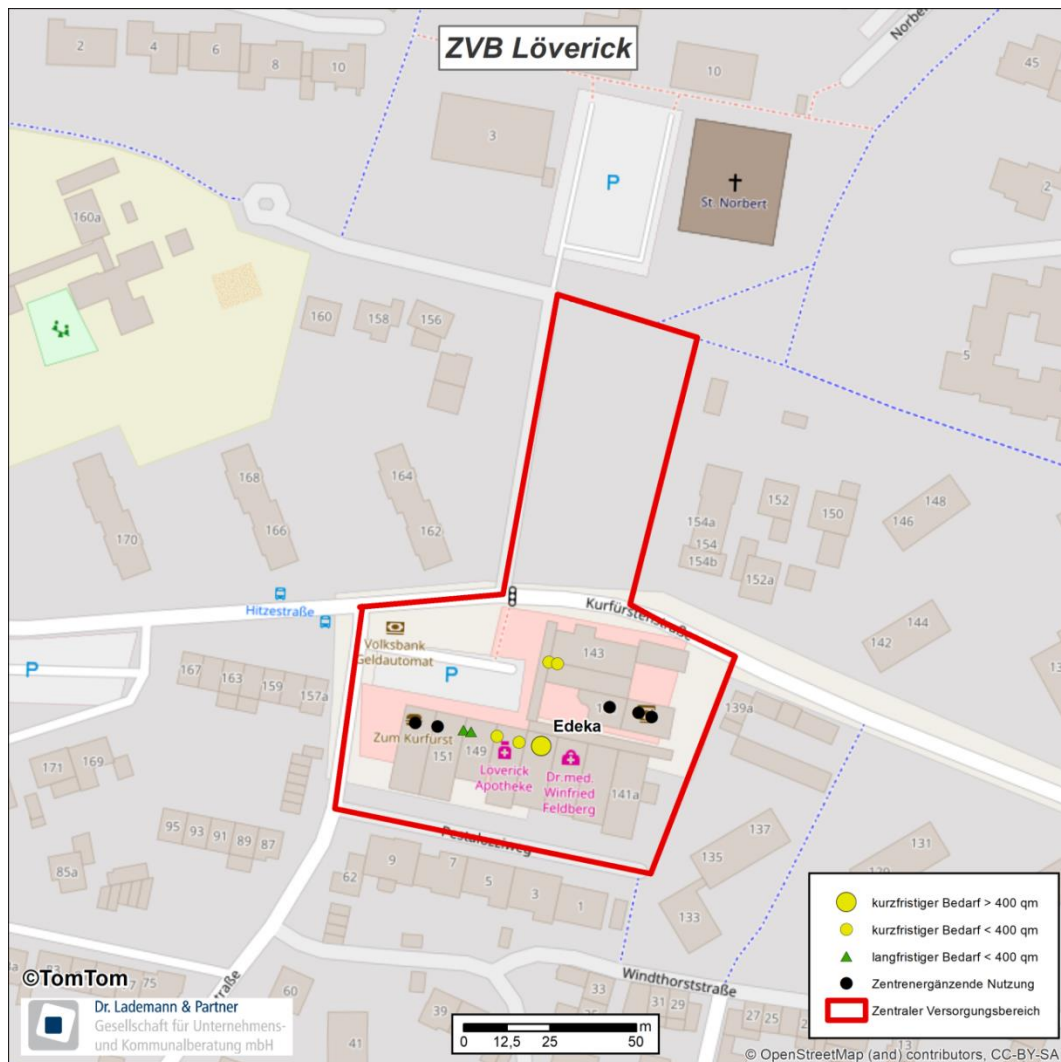 ZVB Löverick
2
4
6
8
10
10
45
3
P
St. Norbert
2
160a
160
158
156
5
168
164
170
166
162
154a
154
154b
152
150
148
146
152a
144
142
Hitzestraße
Kurfürstenstraße
Volksbank
Geldautomat
143
P
P
167
163
159
157a
139a
Edeka
Zum Kurfürst
151
149
Löverick
Apotheke
Dr.med.
Winfried
Feldberg
141a
171
169
Pestalozziweg
95
93
91
89
87
85a
62
9
7
5
3
1
137
135
133
131
Windthorststraße
75
60
39
41
31
33
29
27
25
©TomTom
Dr. Lademann & Partner
Gesellschaft für Unternehmens-
und Kommunalberatung mbH
m
0
12,5
25
50
kurzfristiger Bedarf > 400 qm
kurzfristiger Bedarf < 400 qm
langfristiger Bedarf < 400 qm
Zentrenergänzende Nutzung
Zentraler Versorgungsbereich
© OpenStreetMap (and) contributors, CC-BY-SA